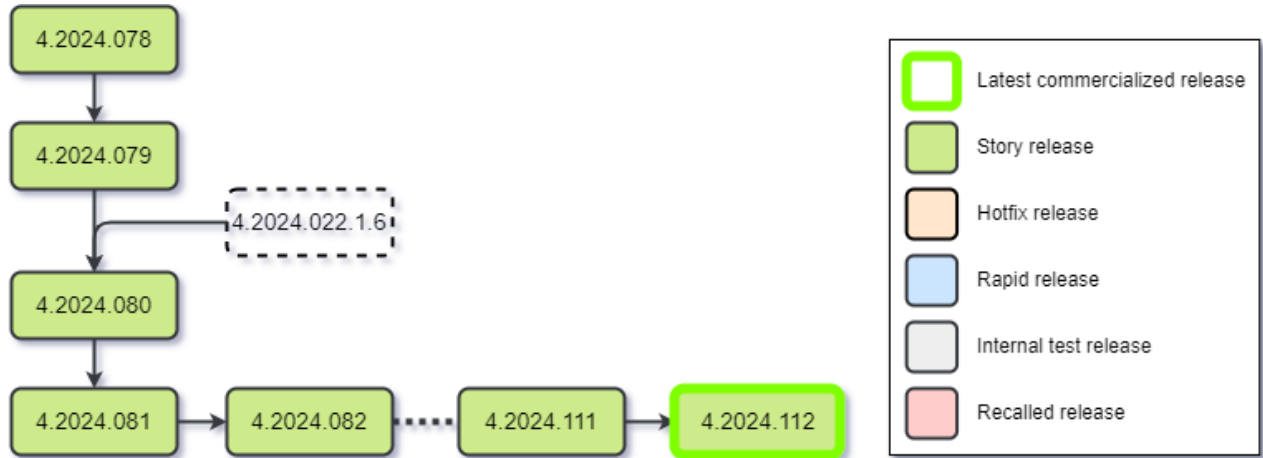 4.2024.078
4.2024.079
4.2024.022.1.6
4.2024.080
4.2024.081
4.2024.082
4.2024.111
4.2024.112
Latest commercialized release
Story release
Hotfix release
Rapid release
Internal test release
Recalled release